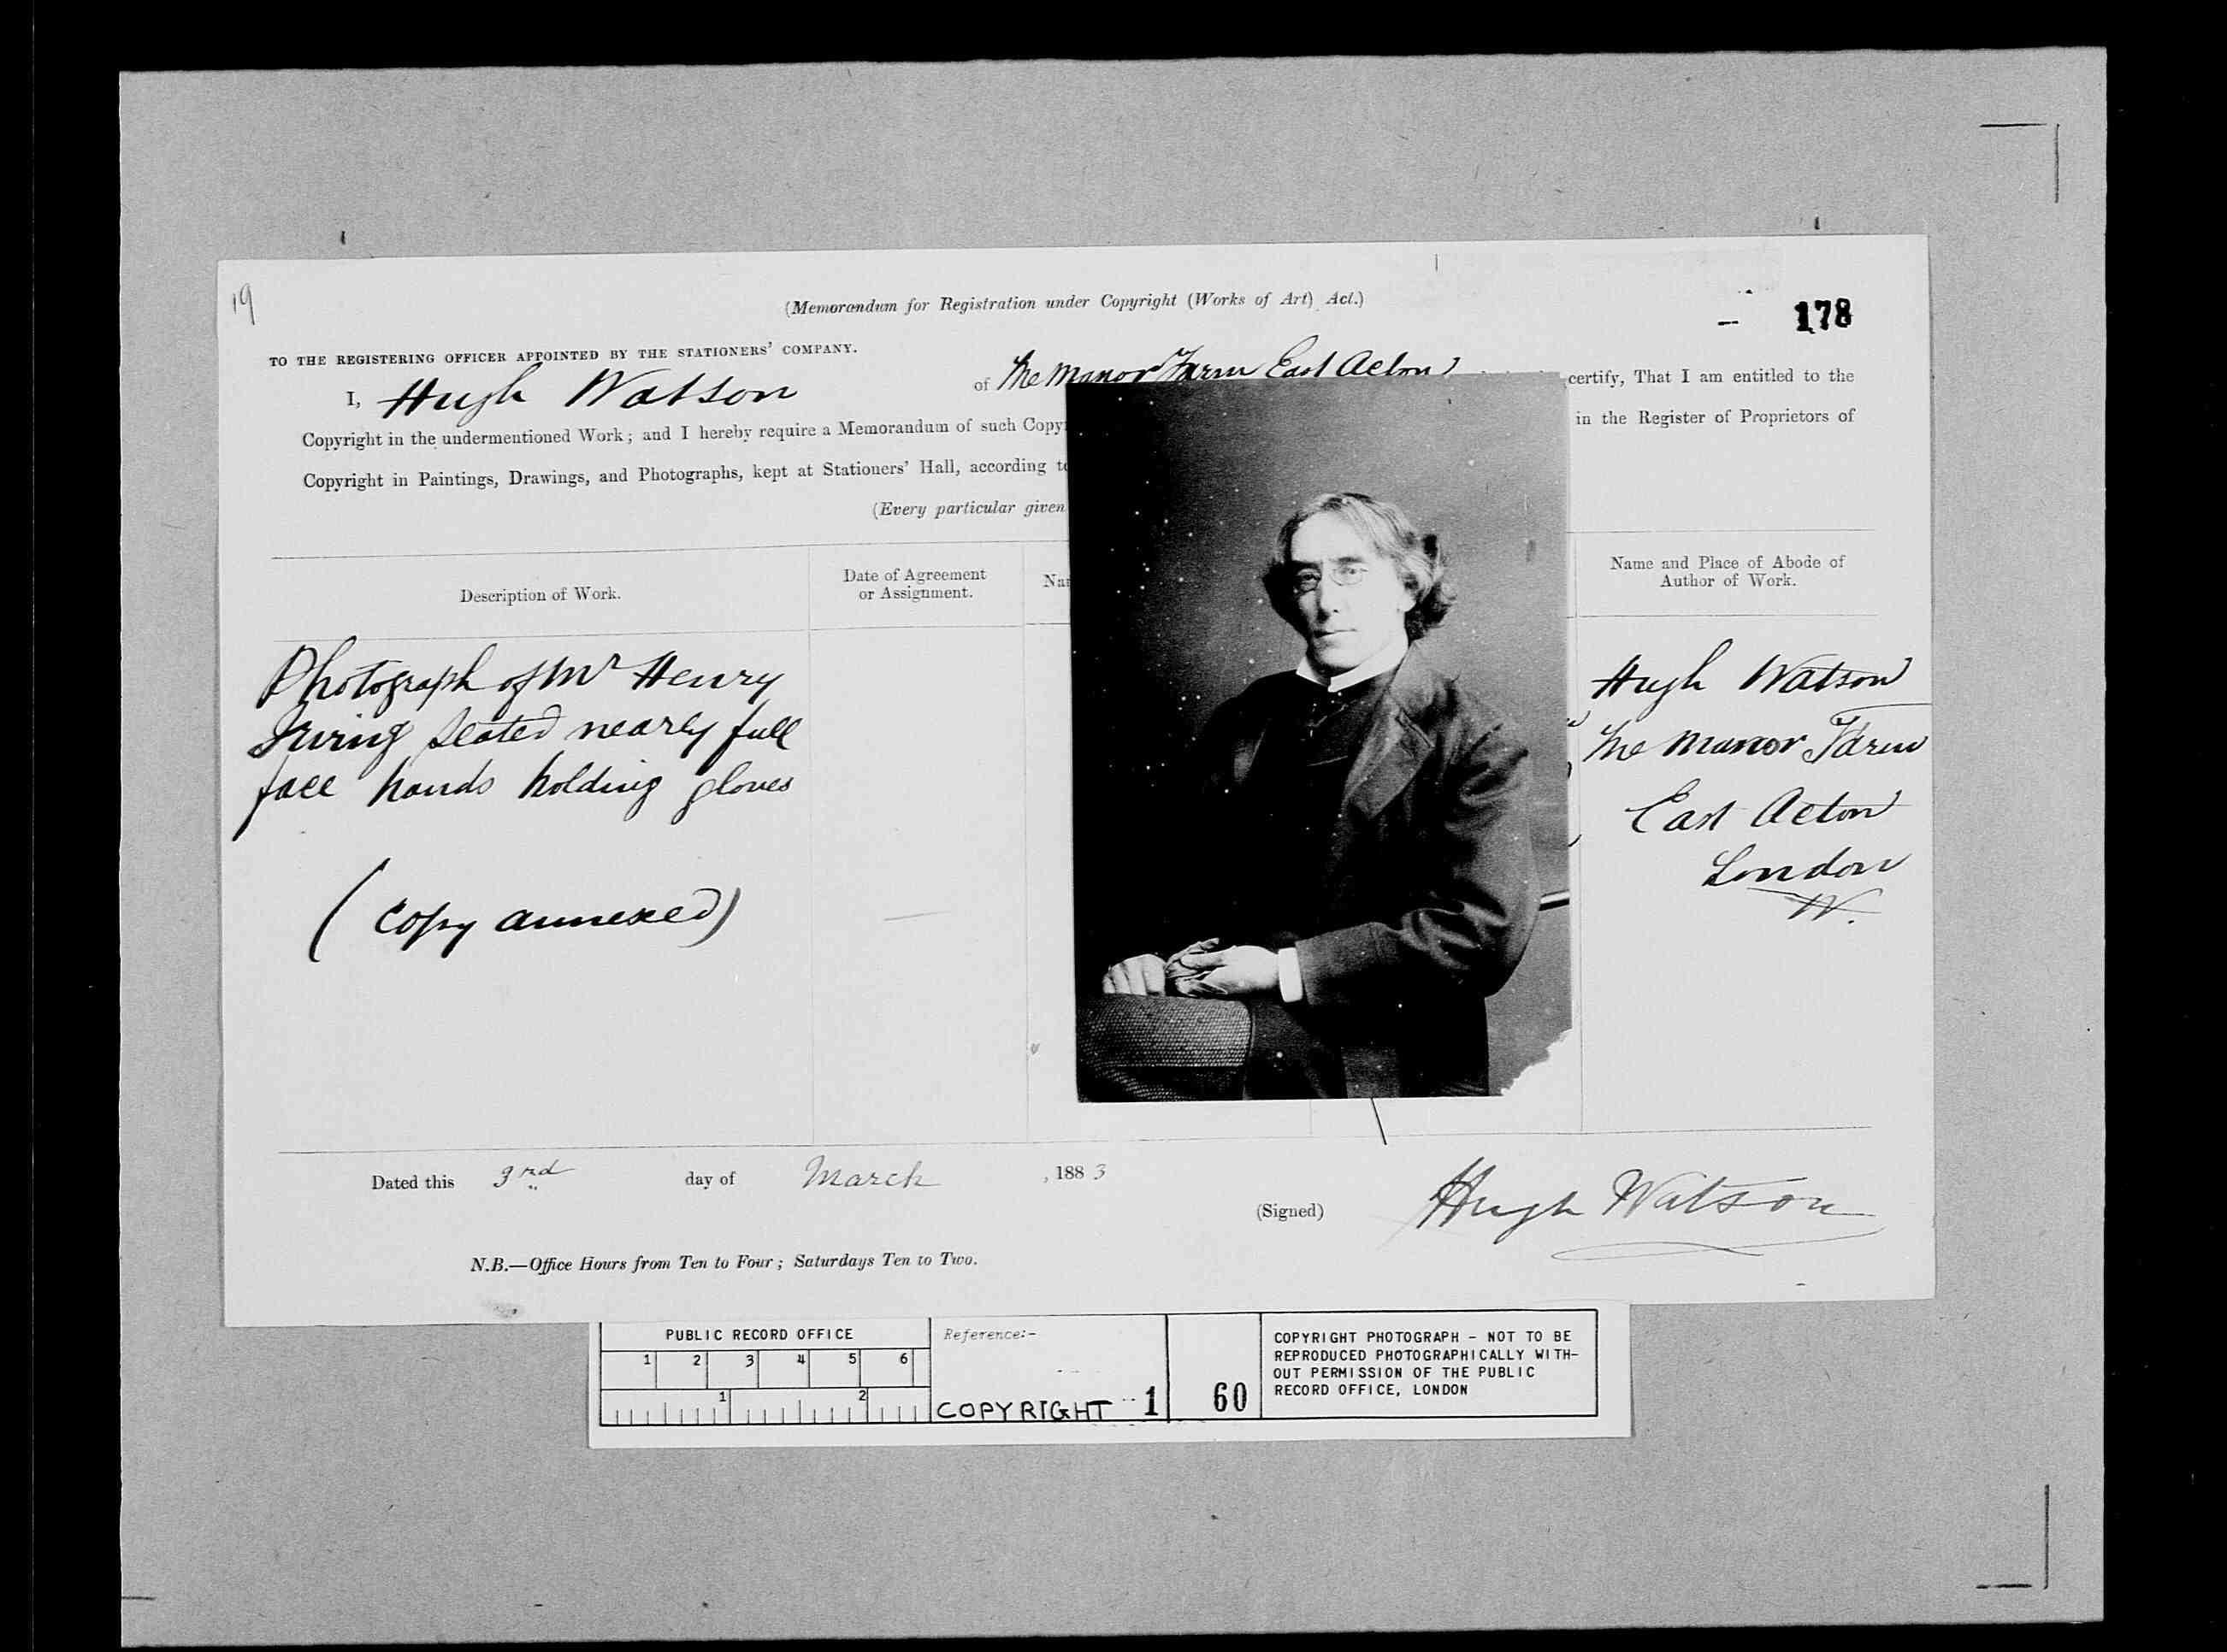 19
(Memorandum for Registration under Copyright (Works of Art) Act.)
178
TO THE REGISTERING OFFICER APPOINTED BY THE STATIONERS' COMPANY.
I, Hugh Watson of The Manor Farm East Acton certify, That I am entitled to the
Copyright in the undermentioned Work; and I hereby require a Memorandum of such Copy in the Register of Proprietors of
Copyright in Paintings, Drawings, and Photographs, kept at Stationers' Hall, according to
(Every particular given
Description of Work.
Date of Agreement
or Assignment.
Na
Name and Place of Abode of
Author of Work.
Photograph of Mr Henry
Irving seated nearly full
face hands holding gloves
(Copy annexed)
Hugh Watson
The Manor Farm
East Acton
London
W.
Dated this 3rd day of March, 1883
(Signed) Hugh Watson
N.B.—Office Hours from Ten to Four; Saturdays Ten to Two.
PUBLIC RECORD OFFICE
1 2 3 4 5 6
1 2
Reference:-
COPYRIGHT 1 60
COPYRIGHT PHOTOGRAPH - NOT TO BE
REPRODUCED PHOTOGRAPHICALLY WITH-
OUT PERMISSION OF THE PUBLIC
RECORD OFFICE, LONDON